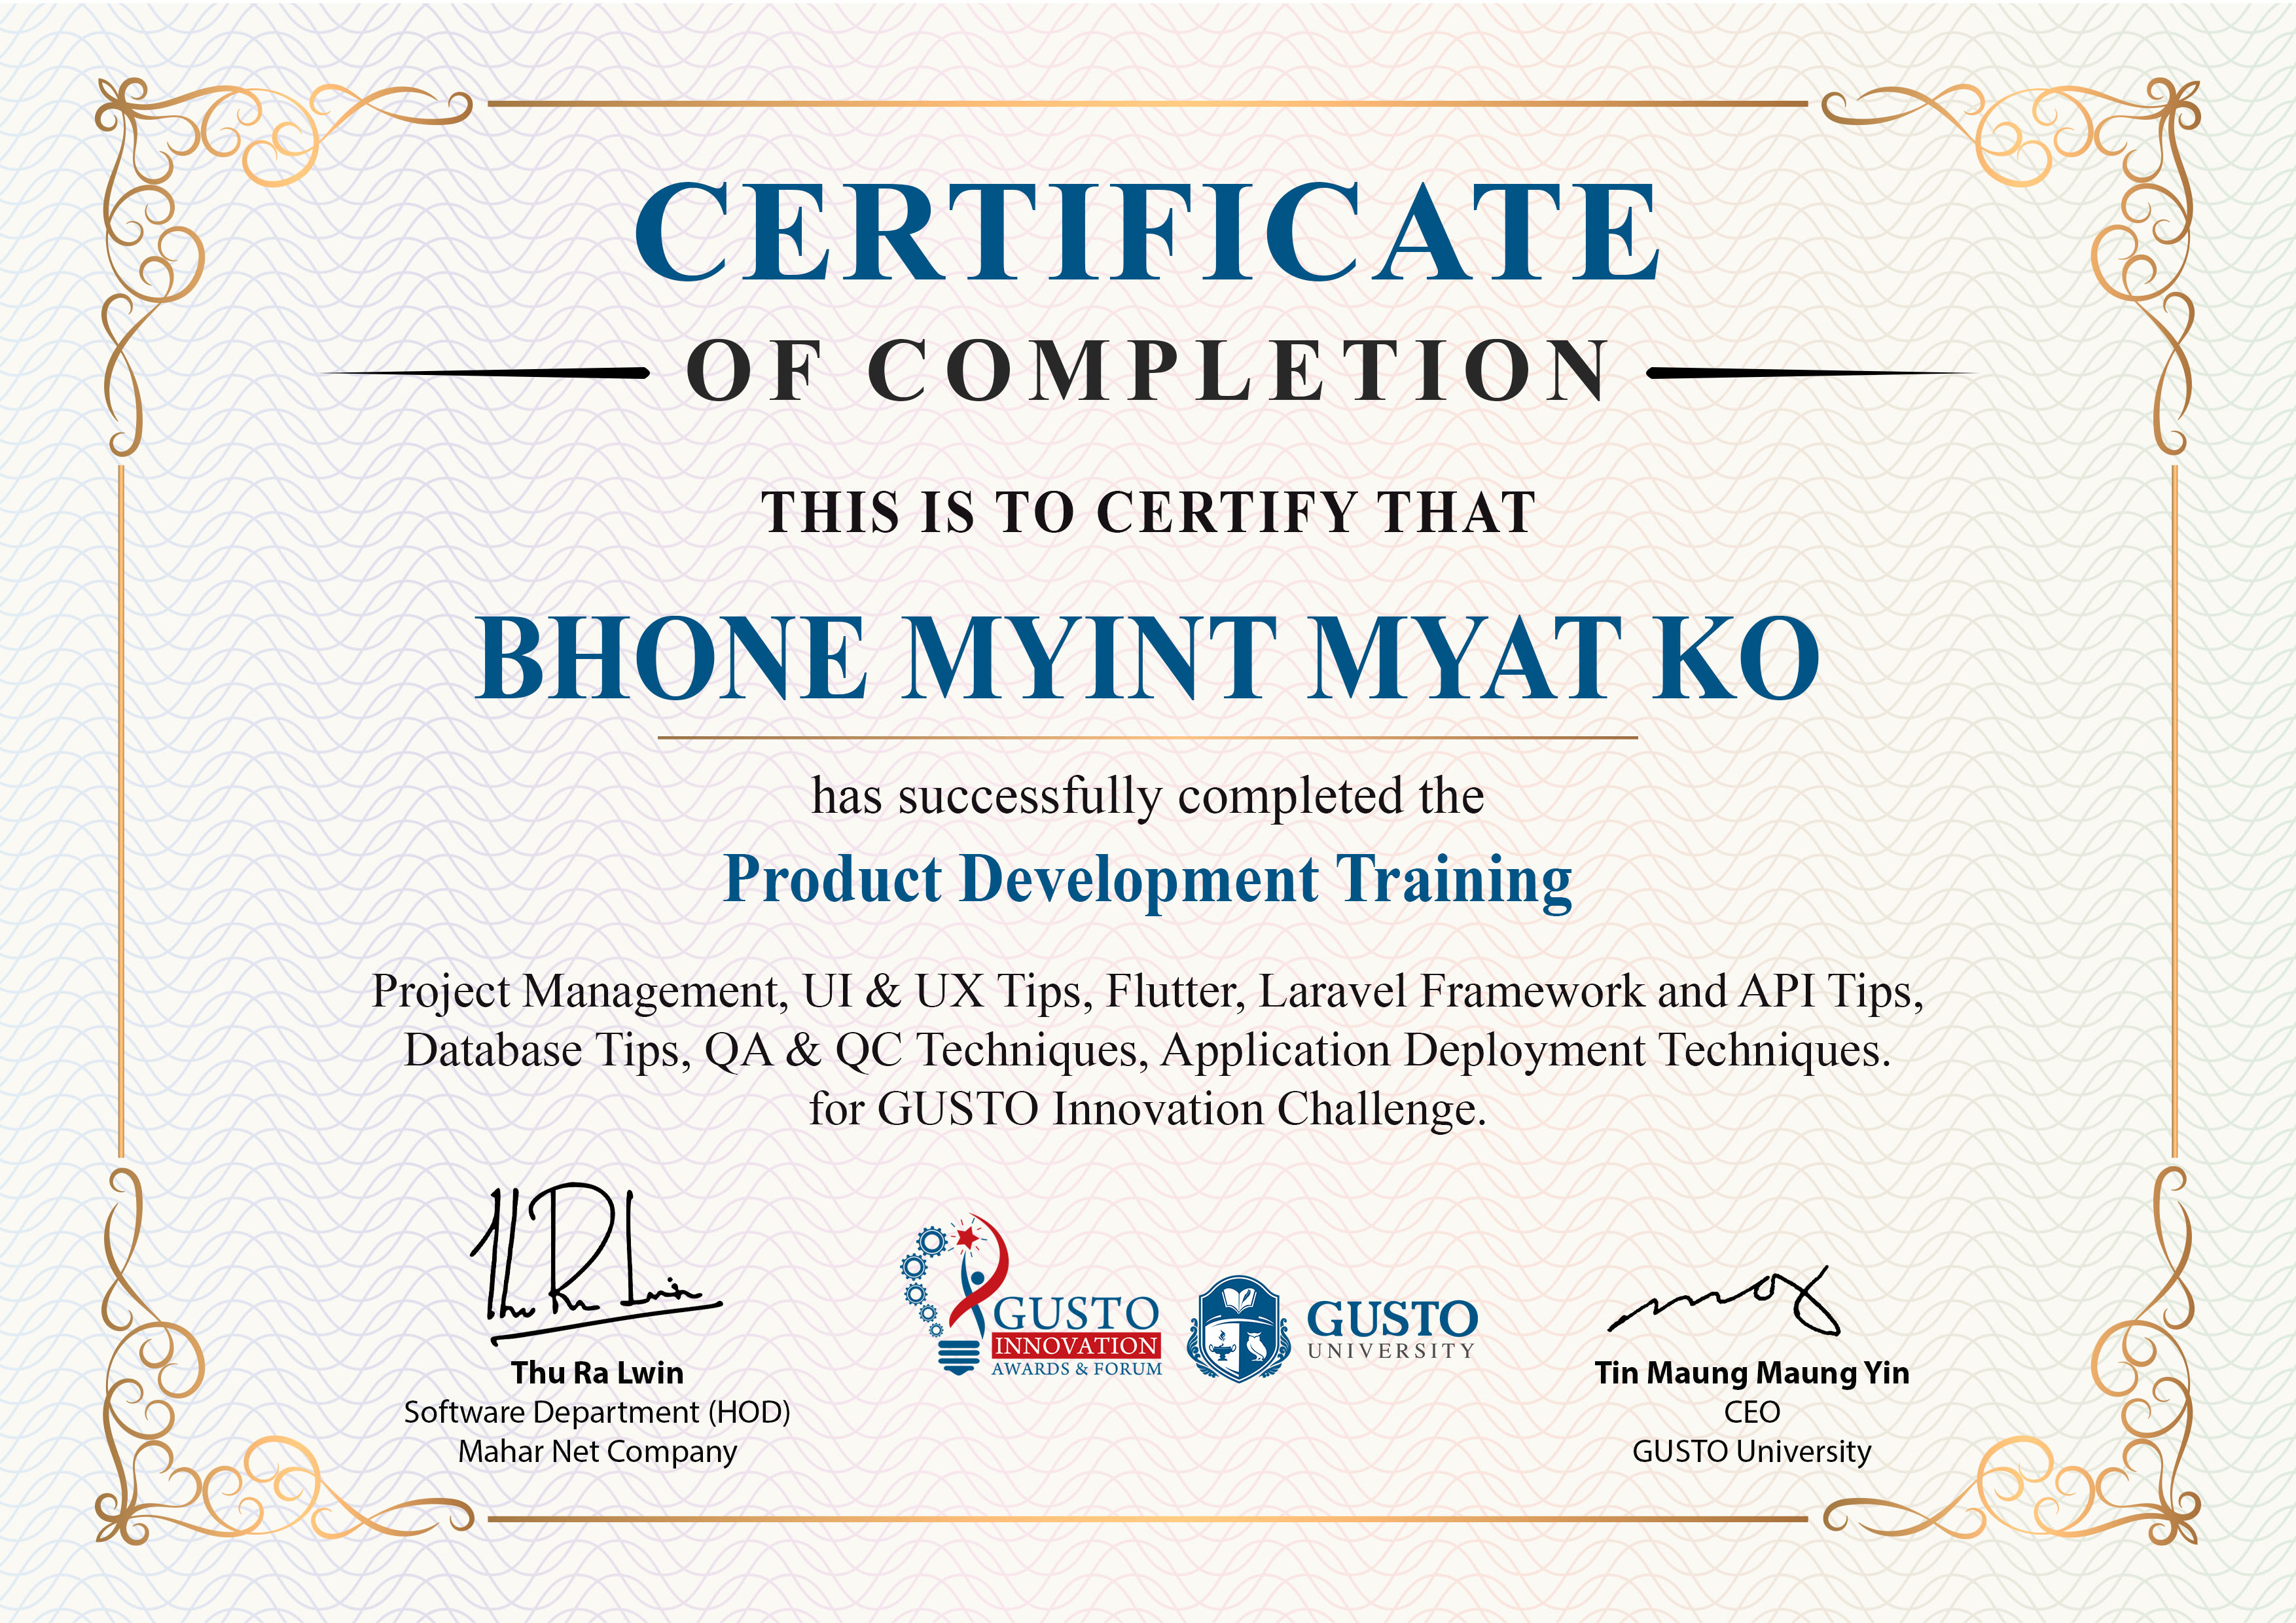 CERTIFICATE
OF COMPLETION
THIS IS TO CERTIFY THAT
BHONE MYINT MYAT KO
has successfully completed the
Product Development Training
Project Management, UI & UX Tips, Flutter, Laravel Framework and API Tips,
Database Tips, QA & QC Techniques, Application Deployment Techniques.
for GUSTO Innovation Challenge.
Thu Ra Lwin
GUSTO
INNOVATION
AWARDS & FORUM
GUSTO
UNIVERSITY
Thu Ra Lwin
Software Department (HOD)
Mahar Net Company
Tin Maung Maung Yin
CEO
GUSTO University